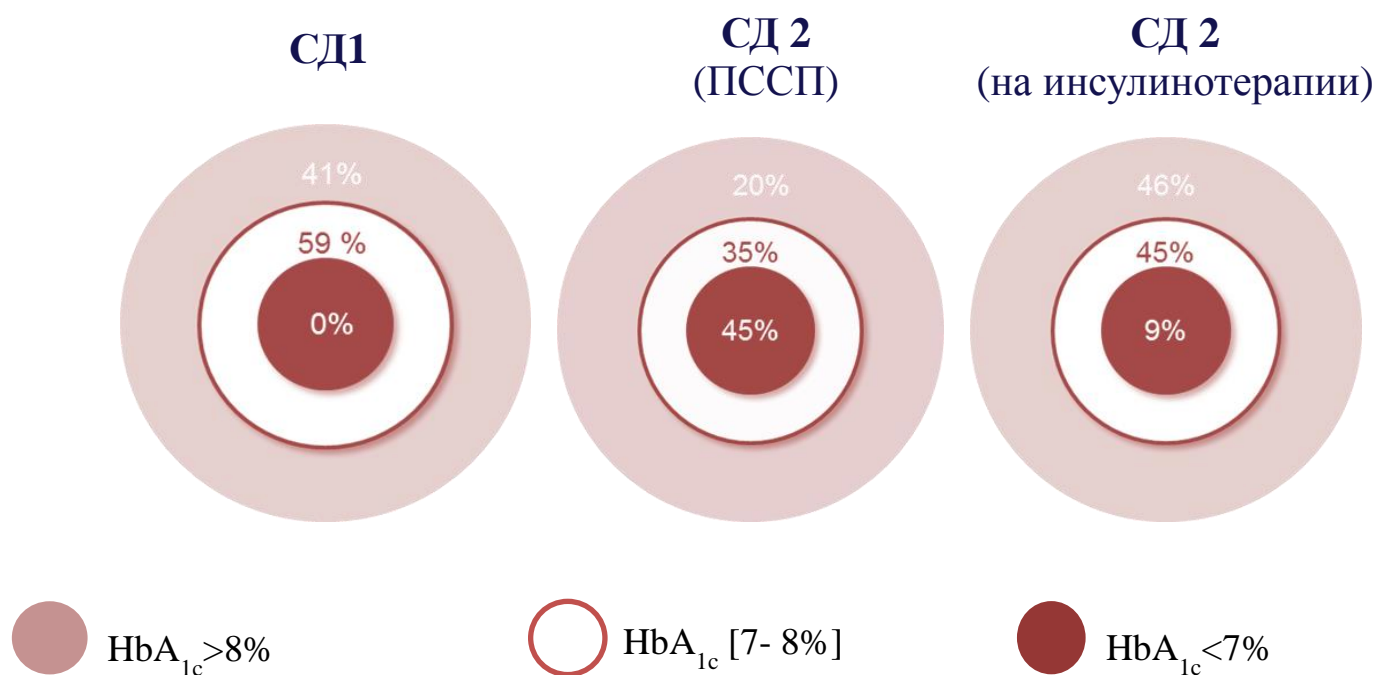 СД1
СД 2
(ПССП)
СД 2
(на инсулинотерапии)
41%
59 %
0%
20%
35%
45%
46%
45%
9%
HbA1c>8%
HbA1c [7- 8%]
HbA1c<7%